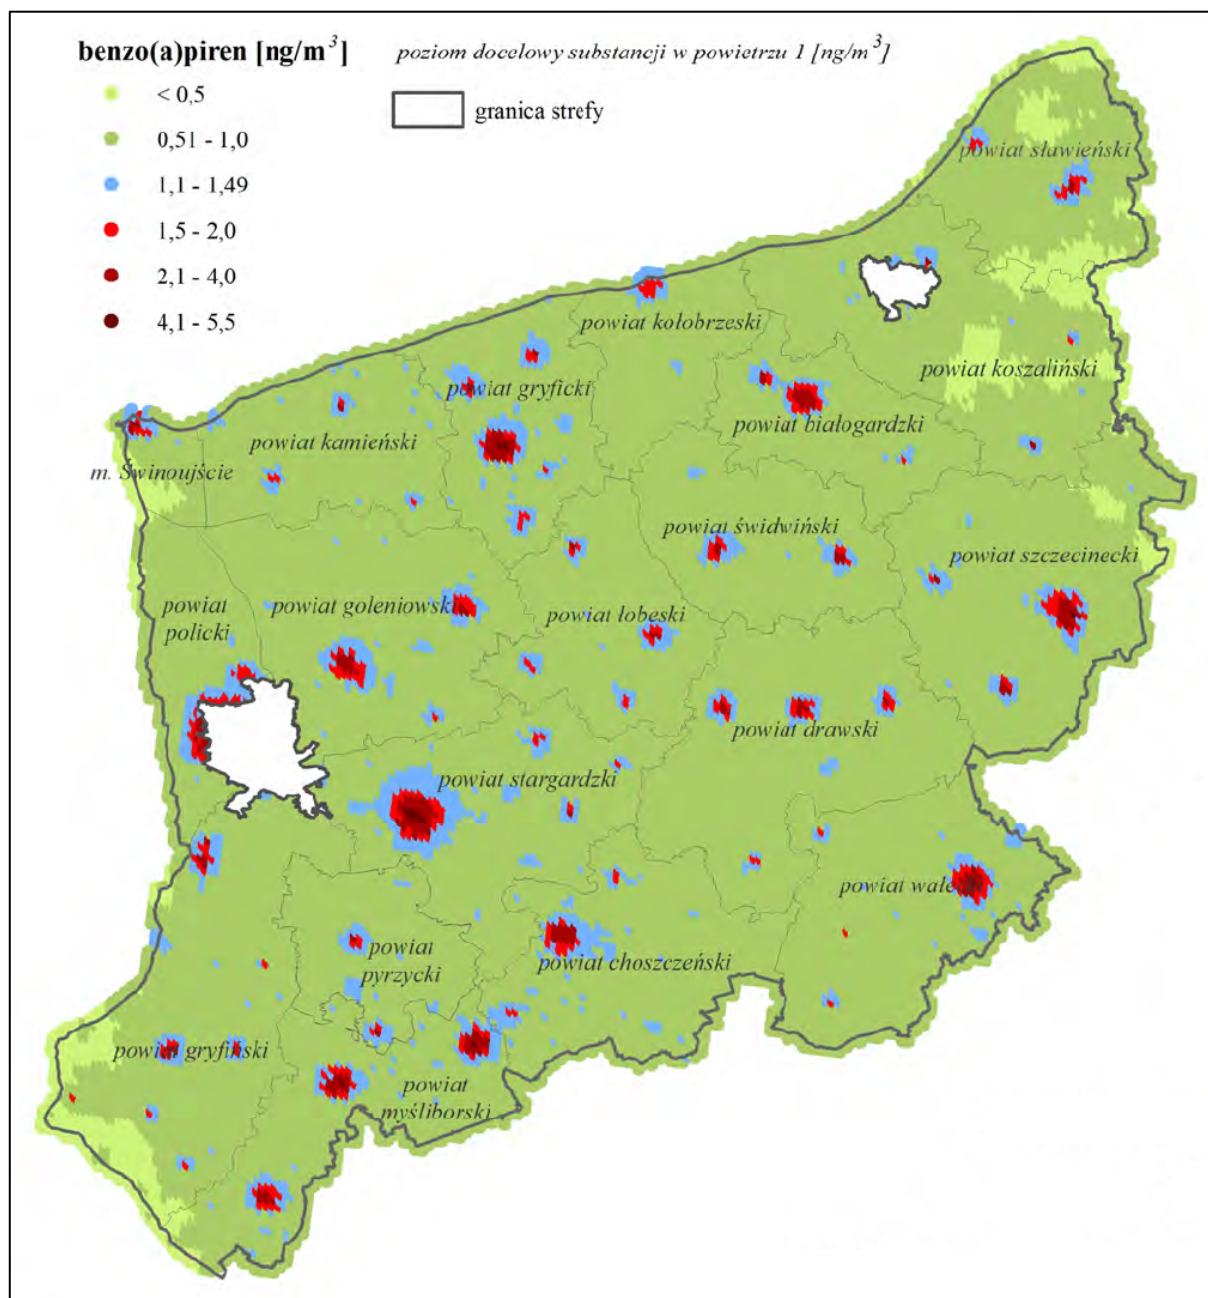 benzo(a)piren [ng/m³]
poziom docelowy substancji w powietrzu 1 [ng/m³]
< 0,5
granica strefy
0,51 - 1,0
1,1 - 1,49
1,5 - 2,0
2,1 - 4,0
4,1 - 5,5
powiat sławieński
powiat kołobrzeski
powiat koszaliński
powiat gryficki
powiat białogardzki
powiat kamieński
m. Świnoujście
powiat świdwiński
powiat szczecinecki
powiat
policki
powiat goleniowski
powiat łobeski
powiat drawski
powiat stargardzki
powiat wałecki
powiat
pyrzycki
powiat choszczeński
powiat gryfiński
powiat
myśliborski